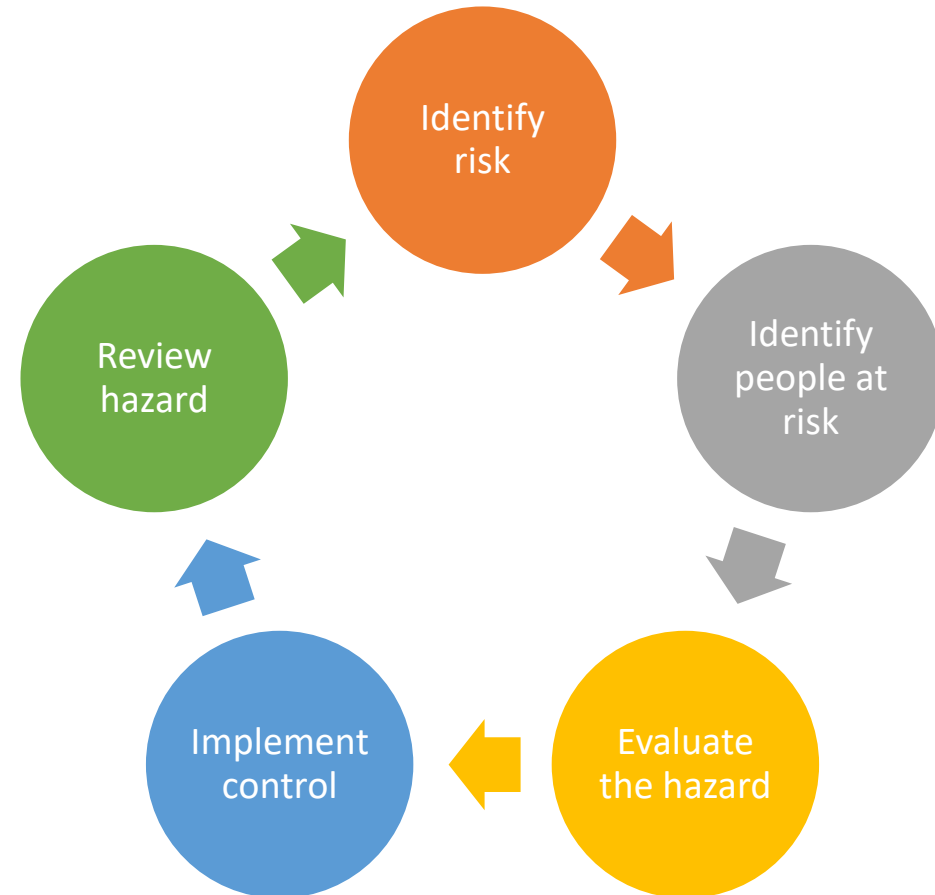 Identify
risk
Identify
people at
risk
Evaluate
the hazard
Implement
control
Review
hazard